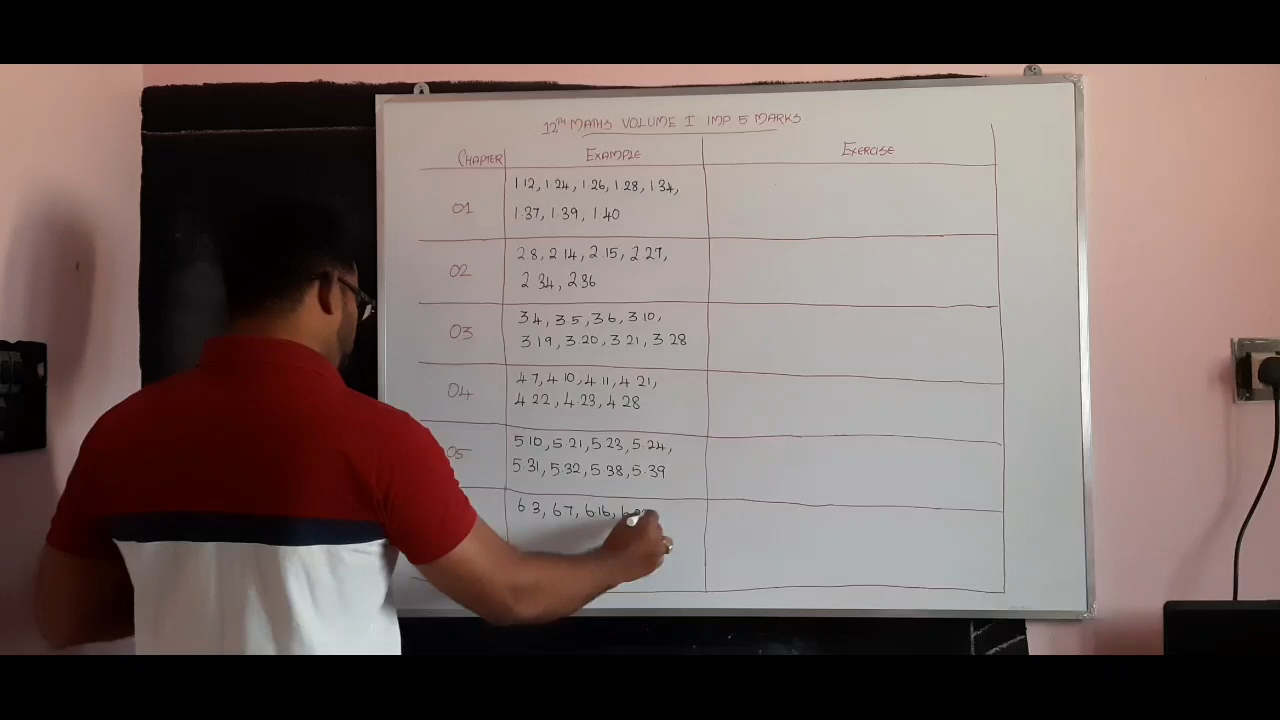 12TH MATHS VOLUME I IMP 5 MARKS
CHAPTER EXAMPLE EXERCISE
01 1.12, 1.24, 1.26, 1.28, 1.34,
1.37, 1.39, 1.40
02 2.8, 2.14, 2.15, 2.27,
2.34, 2.36
03 3.4, 3.5, 3.6, 3.10,
3.19, 3.20, 3.21, 3.28
04 4.7, 4.10, 4.11, 4.21,
4.22, 4.23, 4.28
05 5.10, 5.21, 5.23, 5.24,
5.31, 5.32, 5.38, 5.39
6.3, 6.7, 6.16,